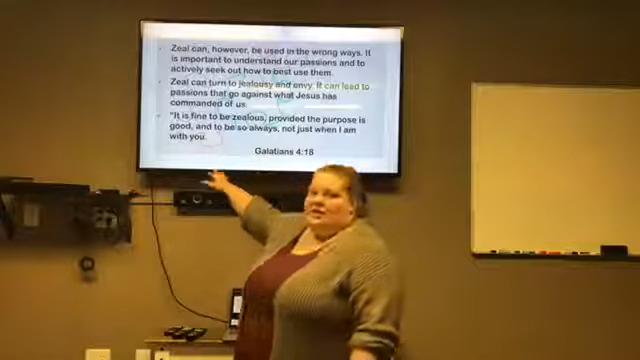 Zeal can, however, be used in the wrong ways. It
is important to understand our passions and to
actively seek out how to best use them.
Zeal can turn to jealousy and envy. It can lead to
passions that go against what Jesus has
commanded of us.
"It is fine to be zealous, provided the purpose is
good, and to be so always, not just when I am
with you.
Galatians 4:18